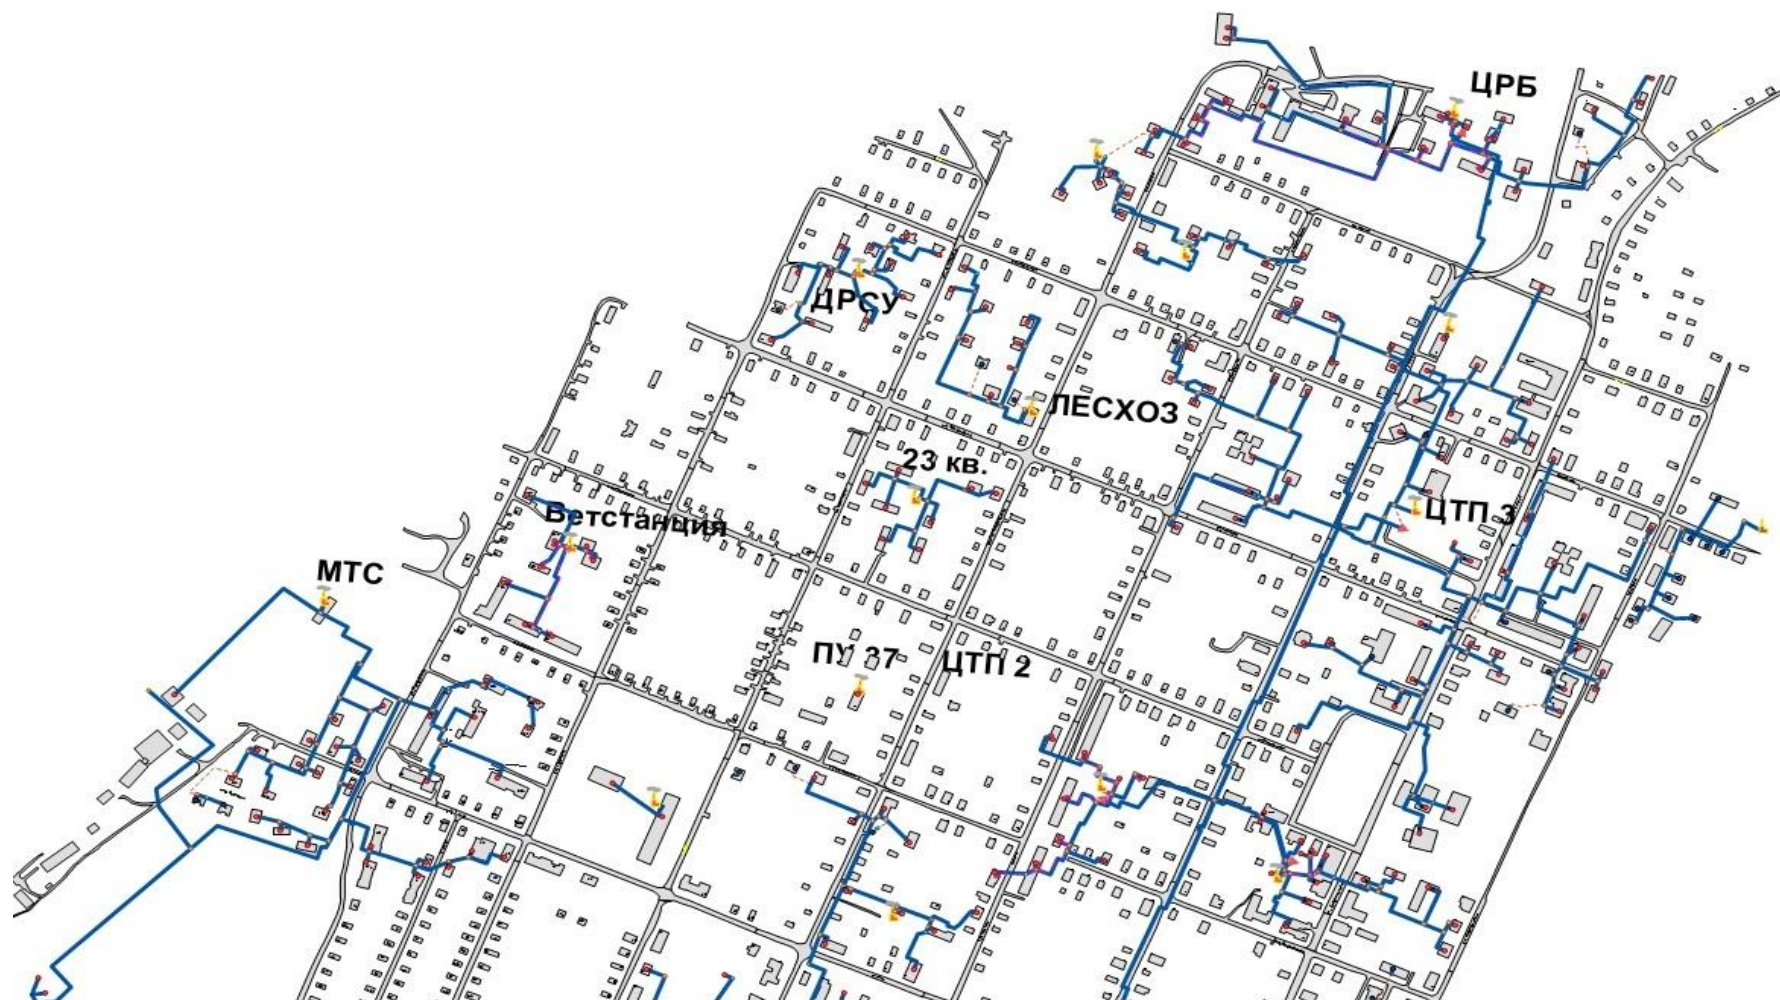 ЦРБ
ДРСУ
ЛЕСХОЗ
23 кв.
Ветстанция
ЦТП 3
МТС
ПУ 37
ЦТП 2